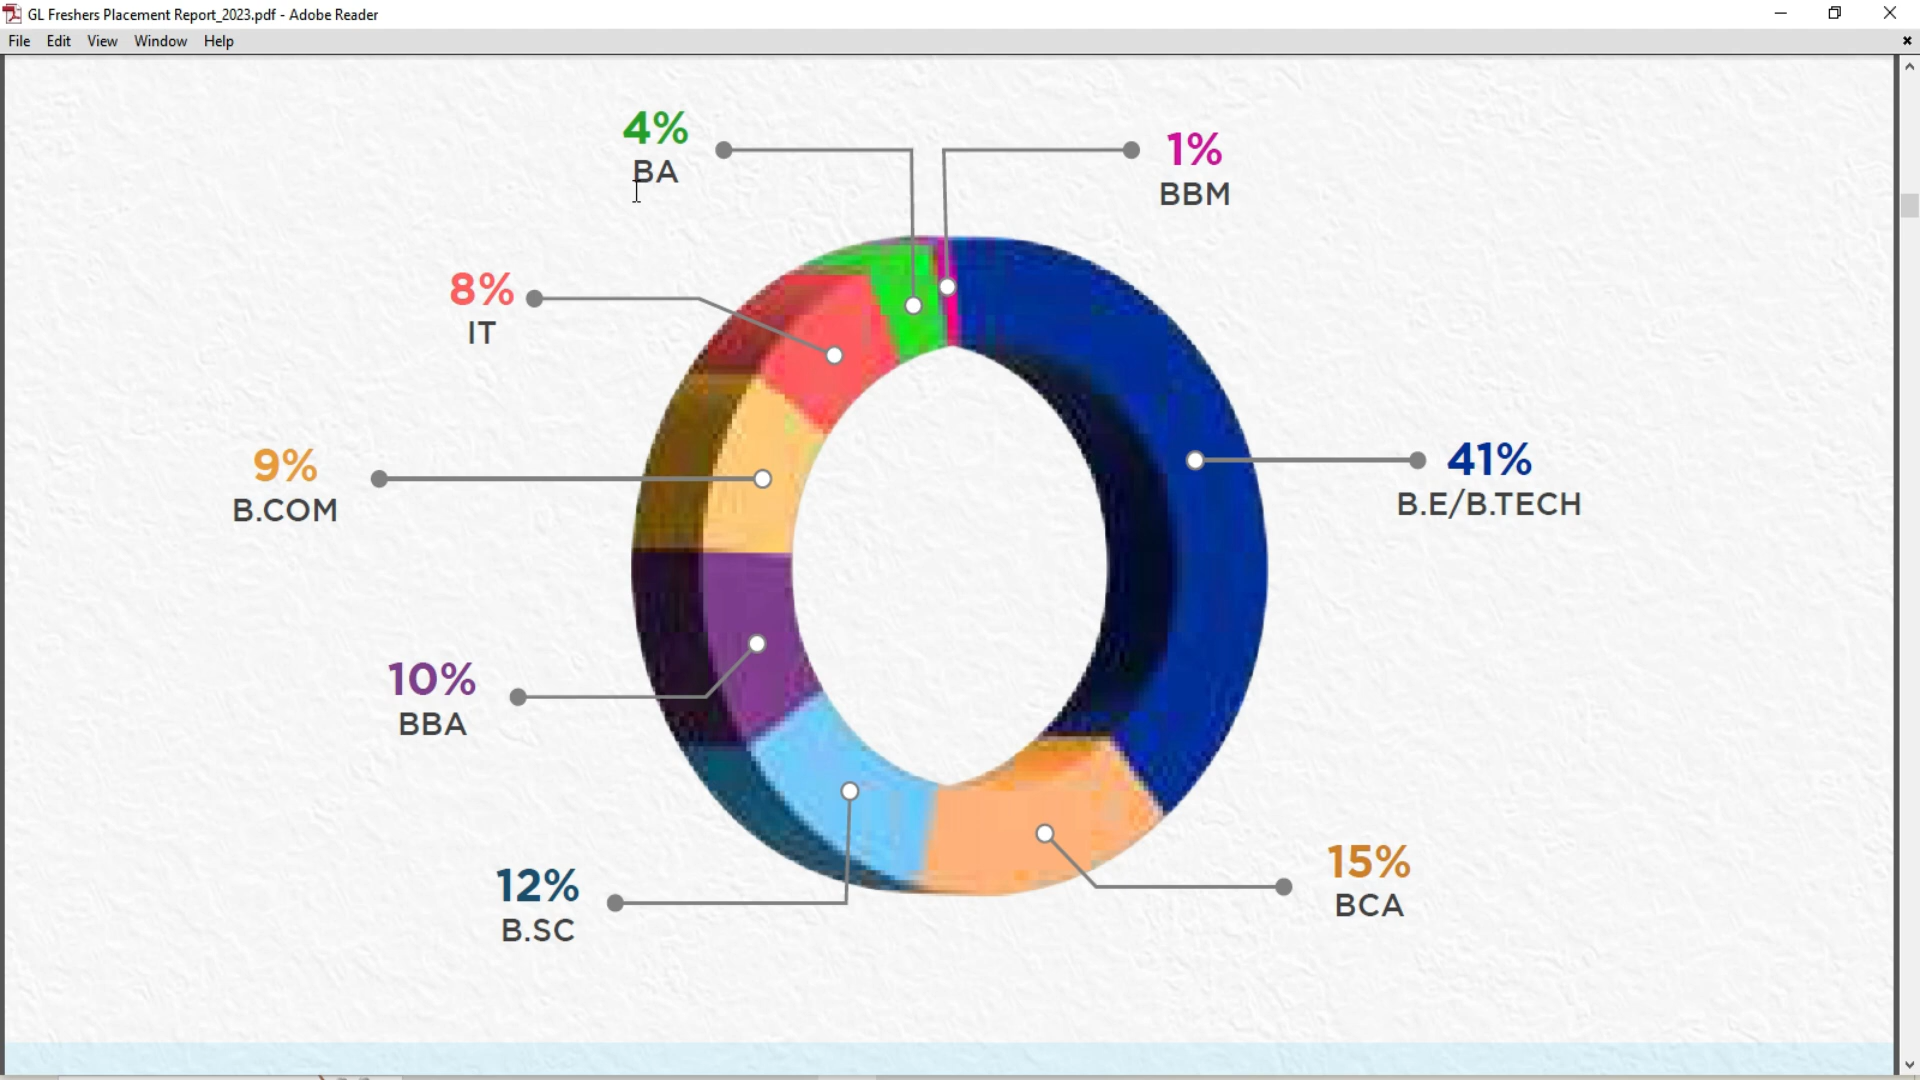 GL Freshers Placement Report_2023.pdf - Adobe Reader
File Edit View Window Help
4%
BA
1%
BBM
8%
IT
41%
B.E/B.TECH
9%
B.COM
10%
BBA
15%
BCA
12%
B.SC